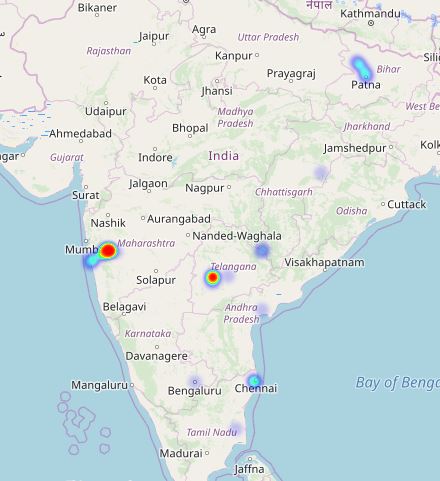 नेपाल
Kathmandu
Bikaner
Jaipur
Agra
Uttar Pradesh
Rajasthan
Kanpur
Bihar
Kota
Prayagraj
Patna
Jhansi
Udaipur
Madhya
Pradesh
West Be
Ahmedabad
Bhopal
Jharkhand
Jamshedpur
Kolk
gar
Gujarat
Indore
India
Jalgaon
Nagpur
Chhattisgarh
Surat
Cuttack
Nashik
Aurangabad
Odisha
Mumb
Maharashtra
Nanded-Waghala
Visakhapatnam
Solapur
Telangana
Belagavi
Andhra
Pradesh
Karnataka
Davanagere
Mangaluru
Bengaluru
Chennai
Bay of Benga
Tamil Nadu
Madurai
Jaffna